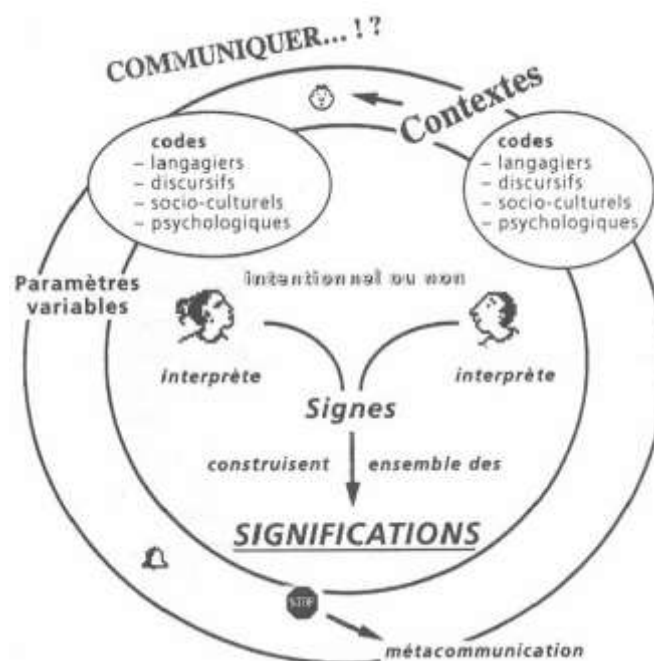 COMMUNIQUER...!?
Contextes
codes
– langagiers
– discursifs
– socio-culturels
– psychologiques
codes
– langagiers
– discursifs
– socio-culturels
– psychologiques
Paramètres
variables
intentionnel ou non
interprète
interprète
Signes
construisent
ensemble des
SIGNIFICATIONS
STOP
métacommunication